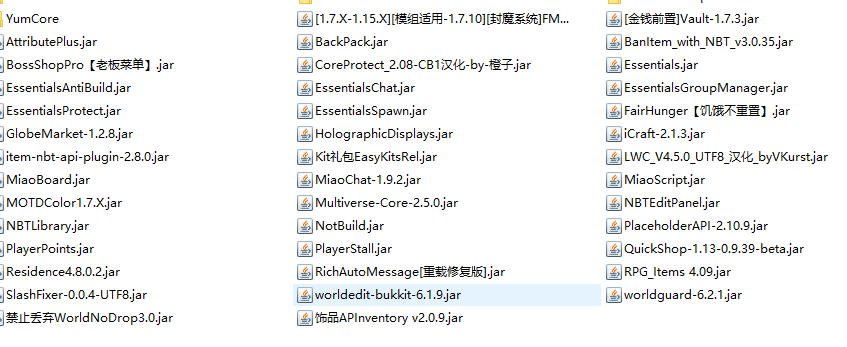 YumCore
[1.7.X-1.15.X][模组适用-1.7.10][封魔系统]FM...
[金钱前置]Vault-1.7.3.jar
AttributePlus.jar
BackPack.jar
BanItem_with_NBT_v3.0.35.jar
BossShopPro【老板菜单】.jar
CoreProtect_2.08-CB1汉化-by-橙子.jar
Essentials.jar
EssentialsAntiBuild.jar
EssentialsChat.jar
EssentialsGroupManager.jar
EssentialsProtect.jar
EssentialsSpawn.jar
FairHunger【饥饿不重置】.jar
GlobeMarket-1.2.8.jar
HolographicDisplays.jar
iCraft-2.1.3.jar
item-nbt-api-plugin-2.8.0.jar
Kit礼包EasyKitsRel.jar
LWC_V4.5.0_UTF8_汉化_byVKurst.jar
MiaoBoard.jar
MiaoChat-1.9.2.jar
MiaoScript.jar
MOTDColor1.7.X.jar
Multiverse-Core-2.5.0.jar
NBTEditPanel.jar
NBTLibrary.jar
NotBuild.jar
PlaceholderAPI-2.10.9.jar
PlayerPoints.jar
PlayerStall.jar
QuickShop-1.13-0.9.39-beta.jar
Residence4.8.0.2.jar
RichAutoMessage[重载修复版].jar
RPG_Items 4.09.jar
SlashFixer-0.0.4-UTF8.jar
worldedit-bukkit-6.1.9.jar
worldguard-6.2.1.jar
禁止丢弃WorldNoDrop3.0.jar
饰品APInventory v2.0.9.jar